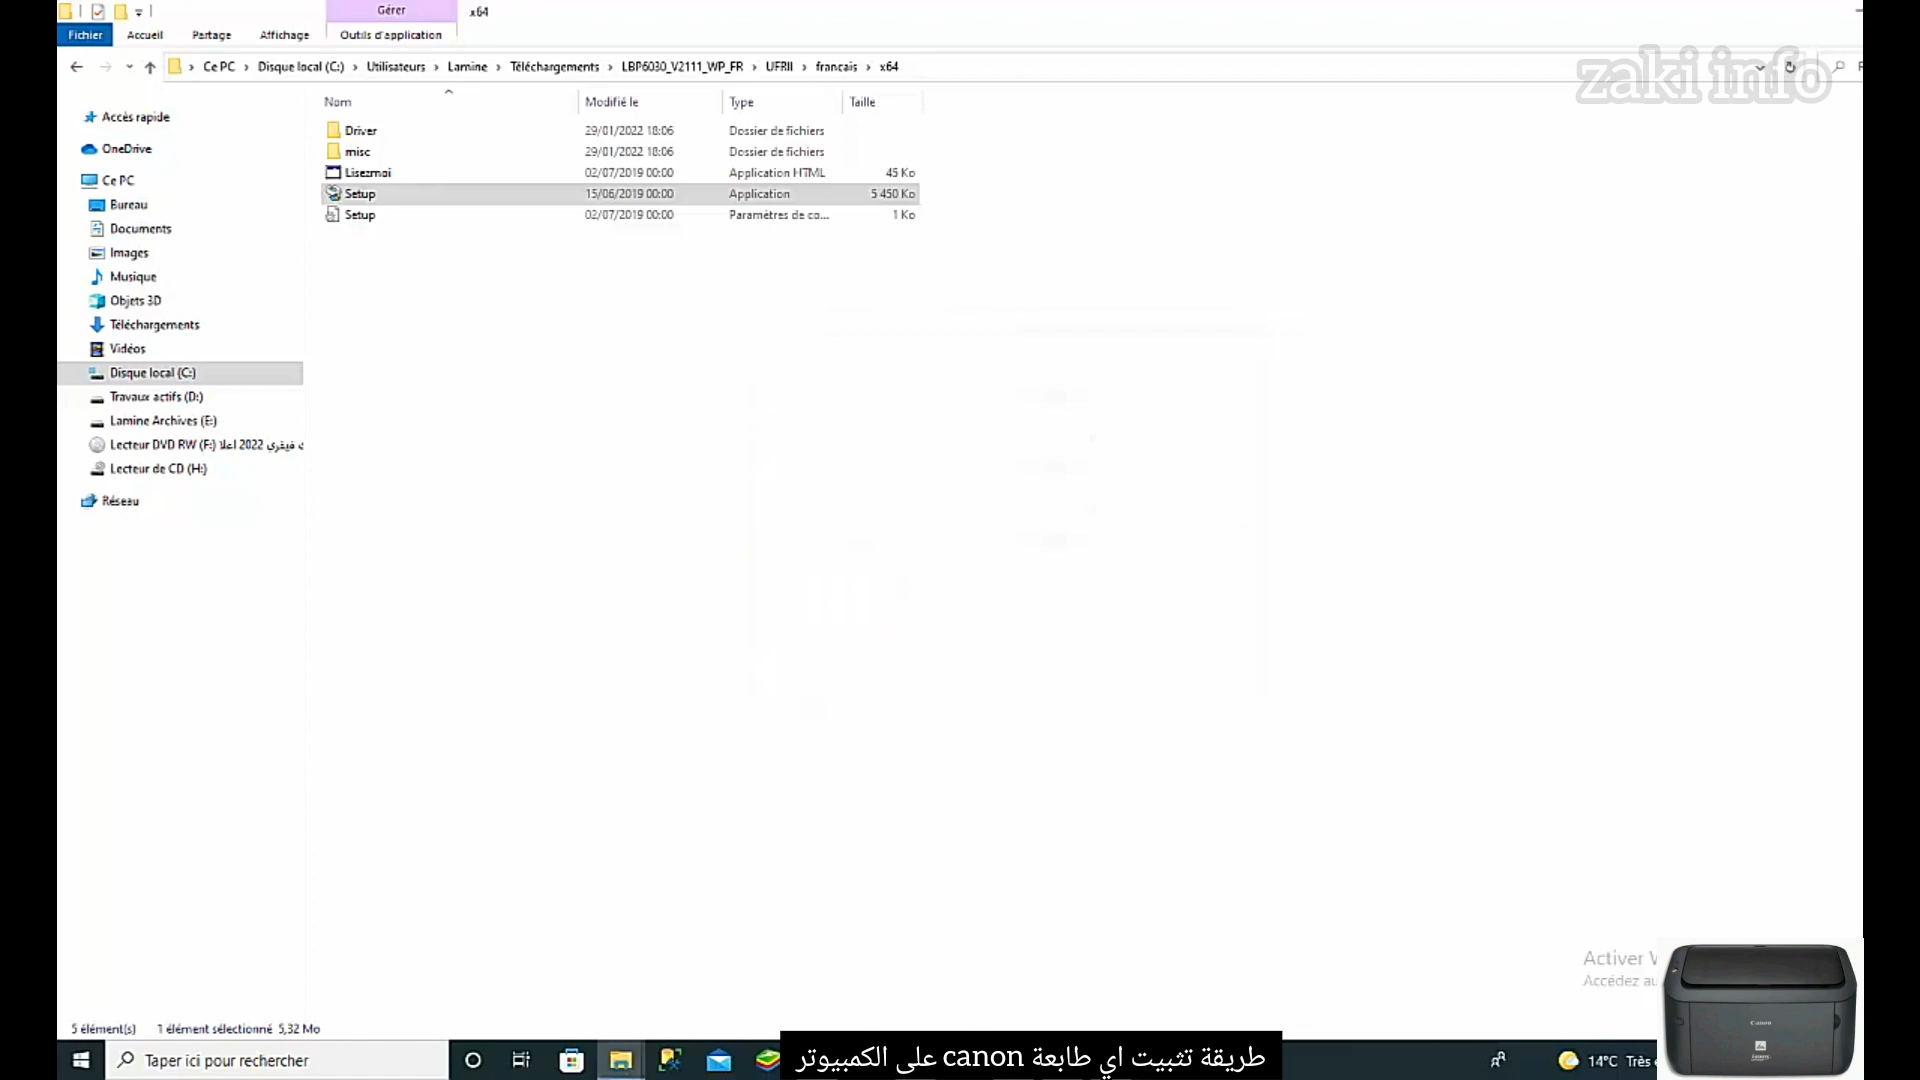 Gérer
x64
Fichier
Accueil
Partage
Affichage
Outils d'application
Ce PC
Disque local (C:)
Utilisateurs
Lamine
Téléchargements
LBP6030_V2111_WP_FR
UFRII
francais
x64
zaki info
Nom
Modifié le
Type
Taille
Driver 29/01/2022 18:06 Dossier de fichiers
misc 29/01/2022 18:06 Dossier de fichiers
Lisezmoi 02/07/2019 00:00 Application HTML 45 Ko
Setup 15/06/2019 00:00 Application 5 450 Ko
Setup 02/07/2019 00:00 Paramètres de co... 1 Ko
Accès rapide
OneDrive
Ce PC
Bureau
Documents
Images
Musique
Objets 3D
Téléchargements
Vidéos
Disque local (C:)
Travaux actifs (D:)
Lamine Archives (E:)
Lecteur DVD RW (F:) فيفري 2022 اعلا
Lecteur de CD (H:)
Réseau
Activer
Accédez
5 élément(s)
1 élément sélectionné 5,32 Mo
Taper ici pour rechercher
طريقة تثبيت اي طابعة canon على الكمبيوتر
14°C Très
Canon